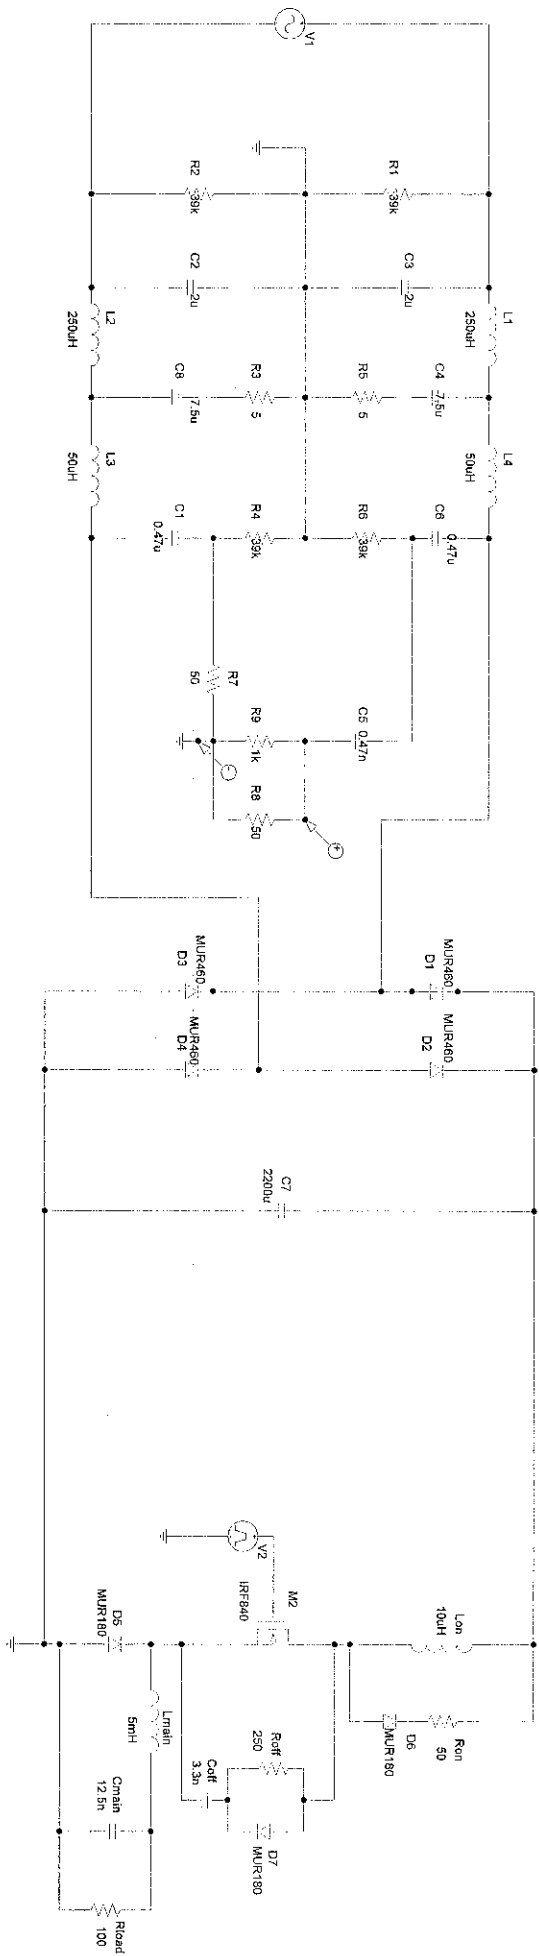 V1
R2
39k
R1
39k
C2
2u
C3
2u
L2
250uH
L1
250uH
C8
7.5u
R3
5
R5
5
C4
7.5u
L3
50uH
L4
50uH
C1
0.47u
R4
39k
R6
39k
C6
0.47u
R7
50
R9
1k
C5
0.47n
-
R8
50
+
MUR460
D3
MUR460
D1
MUR460
D4
MUR460
D2
C7
2200u
V2
M2
IRF840
Lon
10uH
D5
MUR180
Ron
50
D6
MUR180
Lmain
5mH
Roff
250
Coff
3.3n
D7
MUR180
Cmain
12.5n
Rload
100